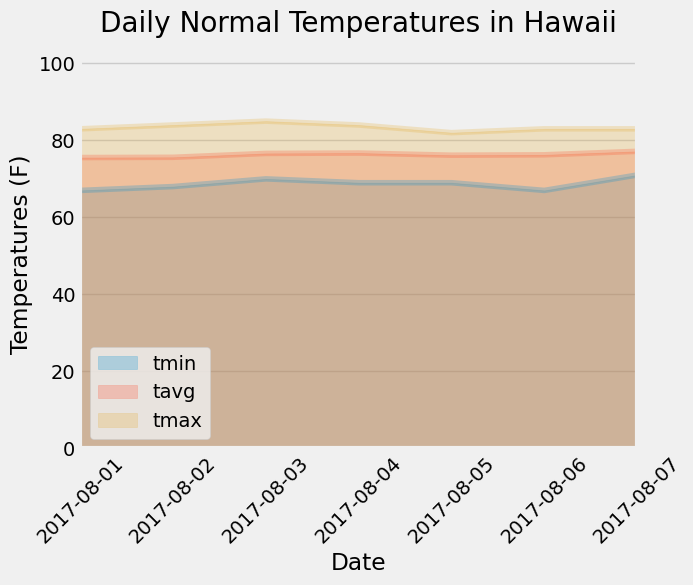 Daily Normal Temperatures in Hawaii
Temperatures (F)
100
80
60
40
20
0
tmin
tavg
tmax
2017-08-01
2017-08-02
2017-08-03
2017-08-04
2017-08-05
2017-08-06
2017-08-07
Date